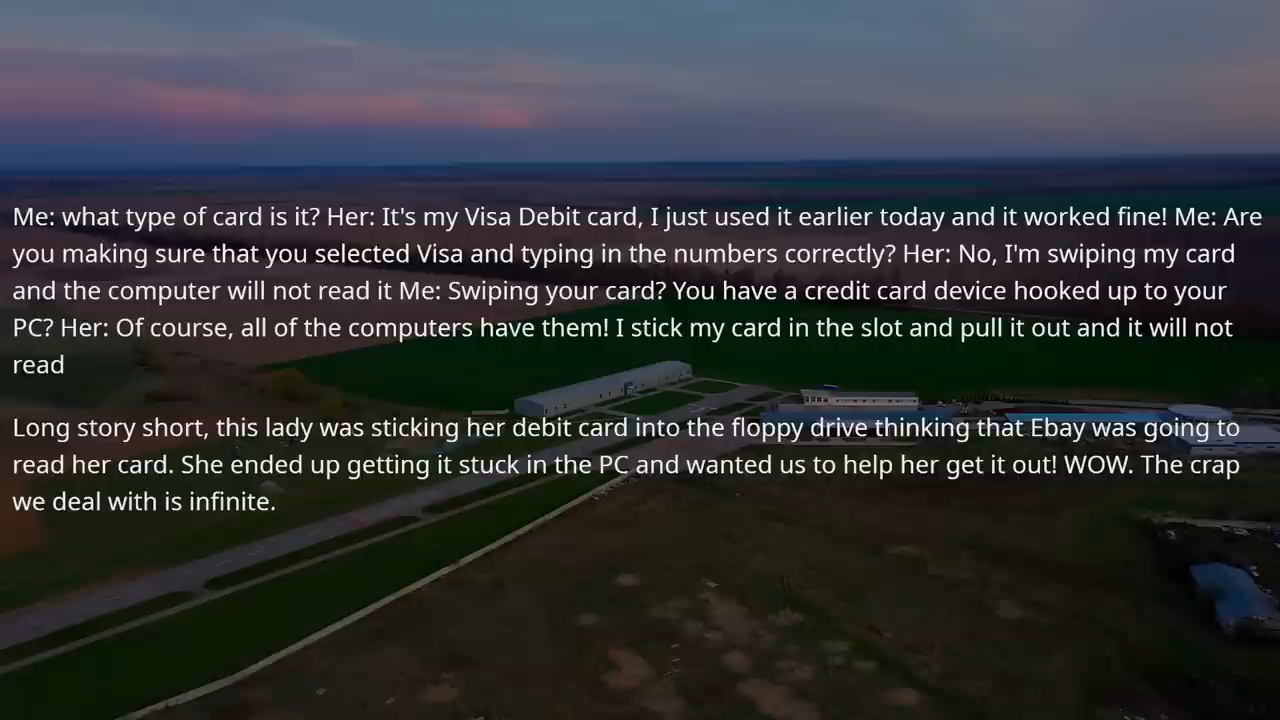 Me: what type of card is it? Her: It's my Visa Debit card, I just used it earlier today and it worked fine! Me: Are
you making sure that you selected Visa and typing in the numbers correctly? Her: No, I'm swiping my card
and the computer will not read it Me: Swiping your card? You have a credit card device hooked up to your
PC? Her: Of course, all of the computers have them! I stick my card in the slot and pull it out and it will not
read
Long story short, this lady was sticking her debit card into the floppy drive thinking that Ebay was going to
read her card. She ended up getting it stuck in the PC and wanted us to help her get it out! WOW. The crap
we deal with is infinite.